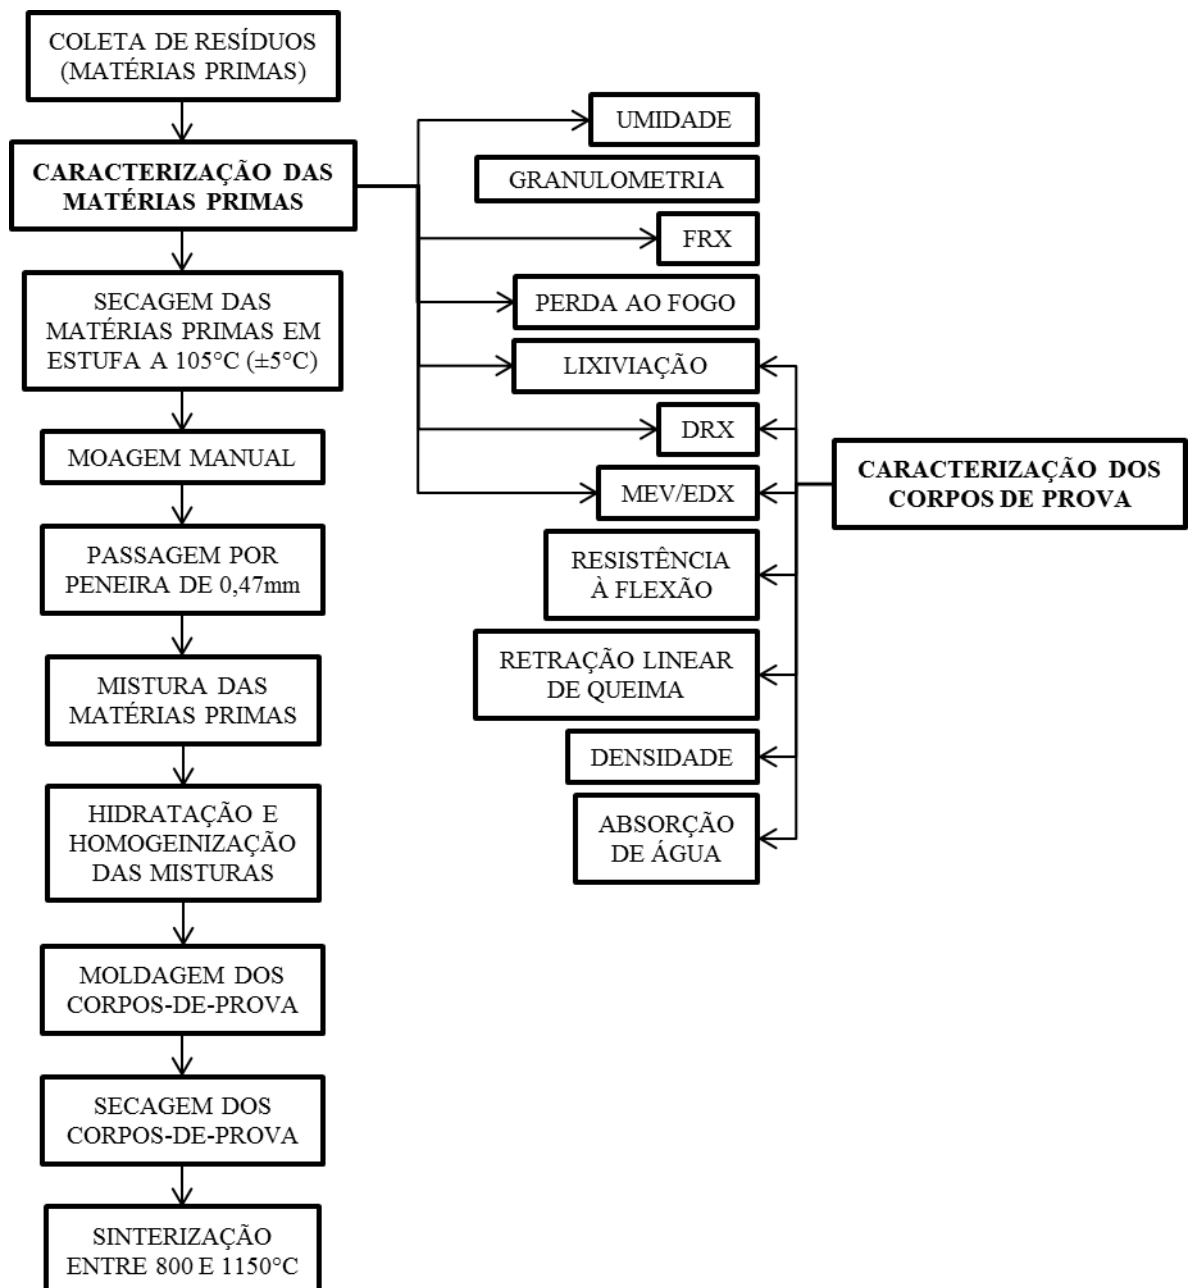 COLETA DE RESÍDUOS
(MATÉRIAS PRIMAS)
CARACTERIZAÇÃO DAS
MATÉRIAS PRIMAS
SECAGEM DAS
MATÉRIAS PRIMAS EM
ESTUFA A 105°C (±5°C)
MOAGEM MANUAL
PASSAGEM POR
PENEIRA DE 0,47mm
MISTURA DAS
MATÉRIAS PRIMAS
HIDRATAÇÃO E
HOMOGEINIZAÇÃO
DAS MISTURAS
MOLDAGEM DOS
CORPOS-DE-PROVA
SECAGEM DOS
CORPOS-DE-PROVA
SINTERIZAÇÃO
ENTRE 800 E 1150°C
UMIDADE
GRANULOMETRIA
FRX
PERDA AO FOGO
LIXIVIAÇÃO
DRX
MEV/EDX
RESISTÊNCIA
À FLEXÃO
RETRAÇÃO LINEAR
DE QUEIMA
DENSIDADE
ABSORÇÃO
DE ÁGUA
CARACTERIZAÇÃO DOS
CORPOS DE PROVA